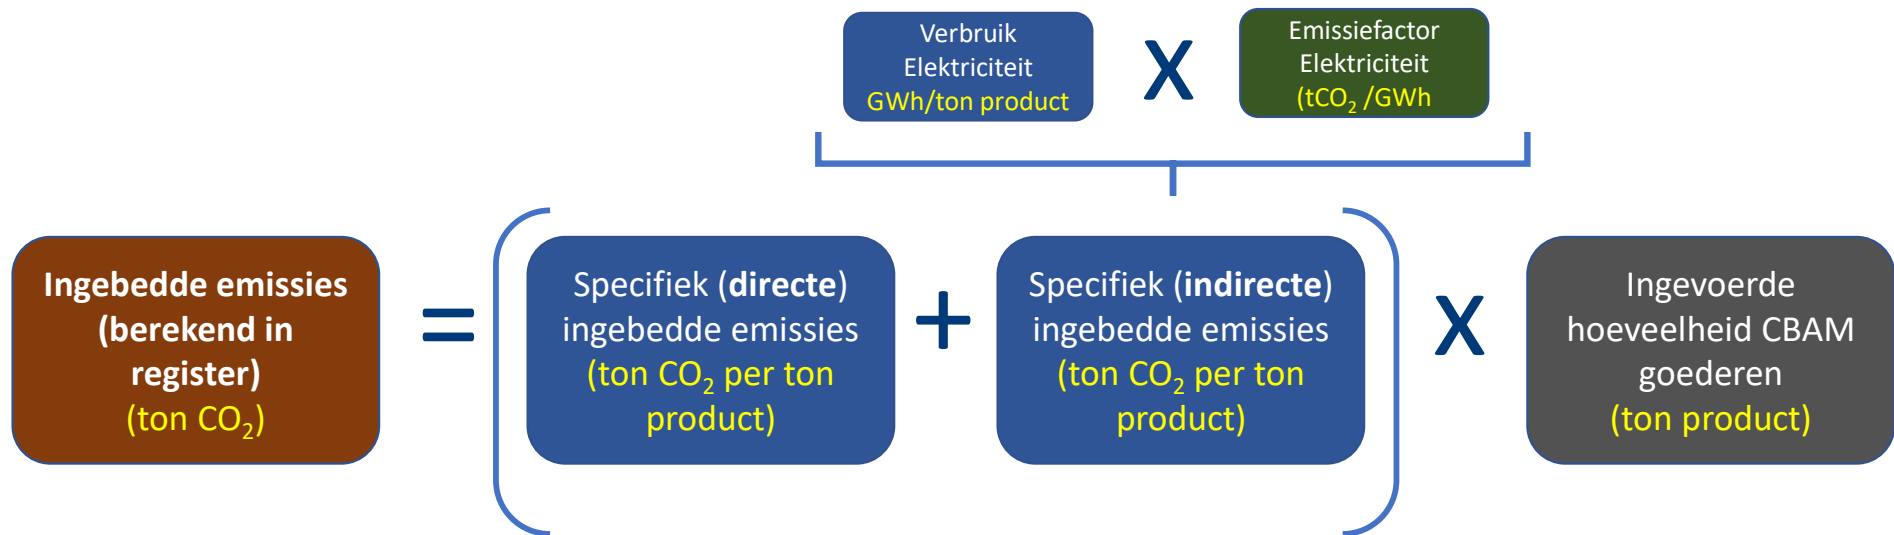 Verbruik
Elektriciteit
GWh/ton product
X
Emissiefactor
Elektriciteit
(tCO₂ /GWh
Ingebedde emissies
(berekend in
register)
(ton CO₂)
=
Specifiek (directe)
ingebedde emissies
(ton CO₂ per ton
product)
+
Specifiek (indirecte)
ingebedde emissies
(ton CO₂ per ton
product)
X
Ingevoerde
hoeveelheid CBAM
goederen
(ton product)